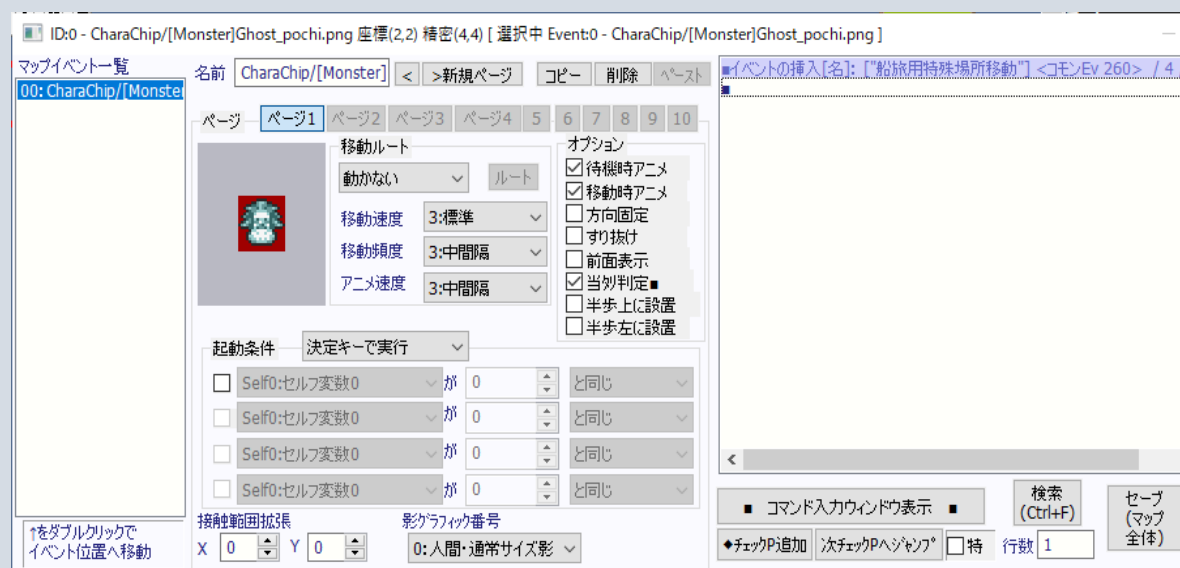 ID:0 - CharaChip/[Monster]Ghost_pochi.png 座標(2,2) 精密(4,4) [ 選択中 Event:0 - CharaChip/[Monster]Ghost_pochi.png ]
マップイベント一覧
00: CharaChip/[Monste
↑をダブルクリックで
イベント位置へ移動
名前 CharaChip/[Monster] < >新規ページ コピー 削除 ペースト
ページ ページ1 ページ2 ページ3 ページ4 5 6 7 8 9 10
移動ルート
動かない ルート
移動速度 3:標準
移動頻度 3:中間隔
アニメ速度 3:中間隔
オプション
待機時アニメ
移動時アニメ
方向固定
すり抜け
前面表示
当り判定■
半歩上に設置
半歩左に設置
起動条件 決定キーで実行
Self0:セルフ変数0 が 0 と同じ
Self0:セルフ変数0 が 0 と同じ
Self0:セルフ変数0 が 0 と同じ
Self0:セルフ変数0 が 0 と同じ
接触範囲拡張 影グラフィック番号
X 0 Y 0 0:人間・通常サイズ影
■イベントの挿入[名]: ["船旅用特殊場所移動"] <コモンEv 260> / 4
■
■ コマンド入力ウィンドウ表示 ■
検索
(Ctrl+F)
セーブ
(マップ
全体)
◆チェックP追加 次チェックPへジャンプ 特 行数 1